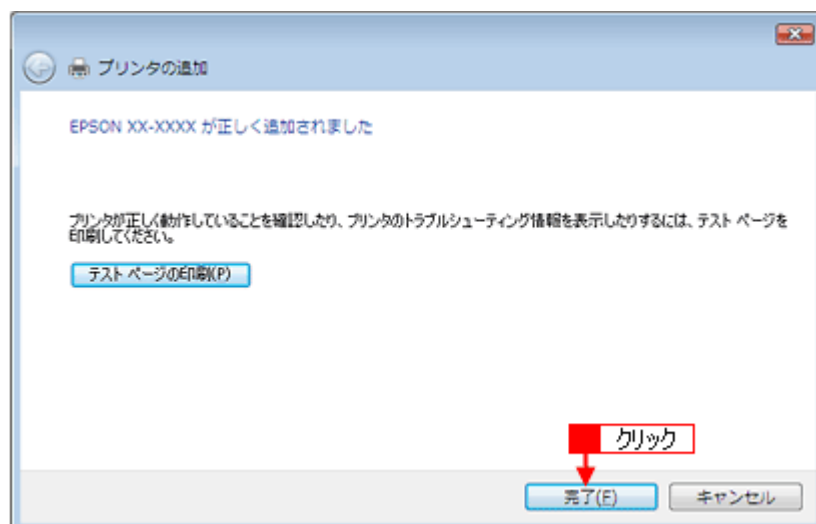 プリンタの追加
EPSON XX-XXXX が正しく追加されました
プリンタが正しく動作していることを確認したり、プリンタのトラブルシューティング情報を表示したりするには、テスト ページを
印刷してください。
テスト ページの印刷(P)
クリック
完了(F)
キャンセル